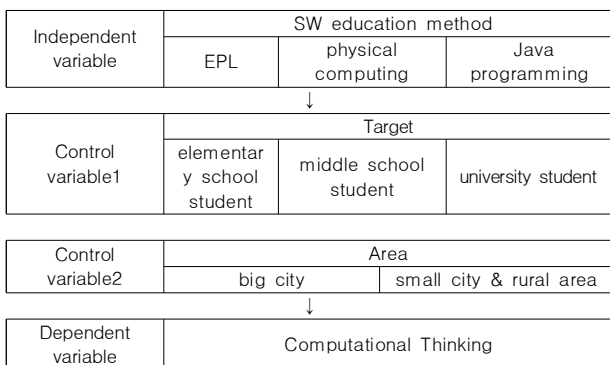 Independent
variable
SW education method
EPL
physical
computing
Java
programming
↓
Control
variable1
Target
elementar
y school
student
middle school
student
university student
Control
variable2
Area
big city
small city & rural area
↓
Dependent
variable
Computational Thinking